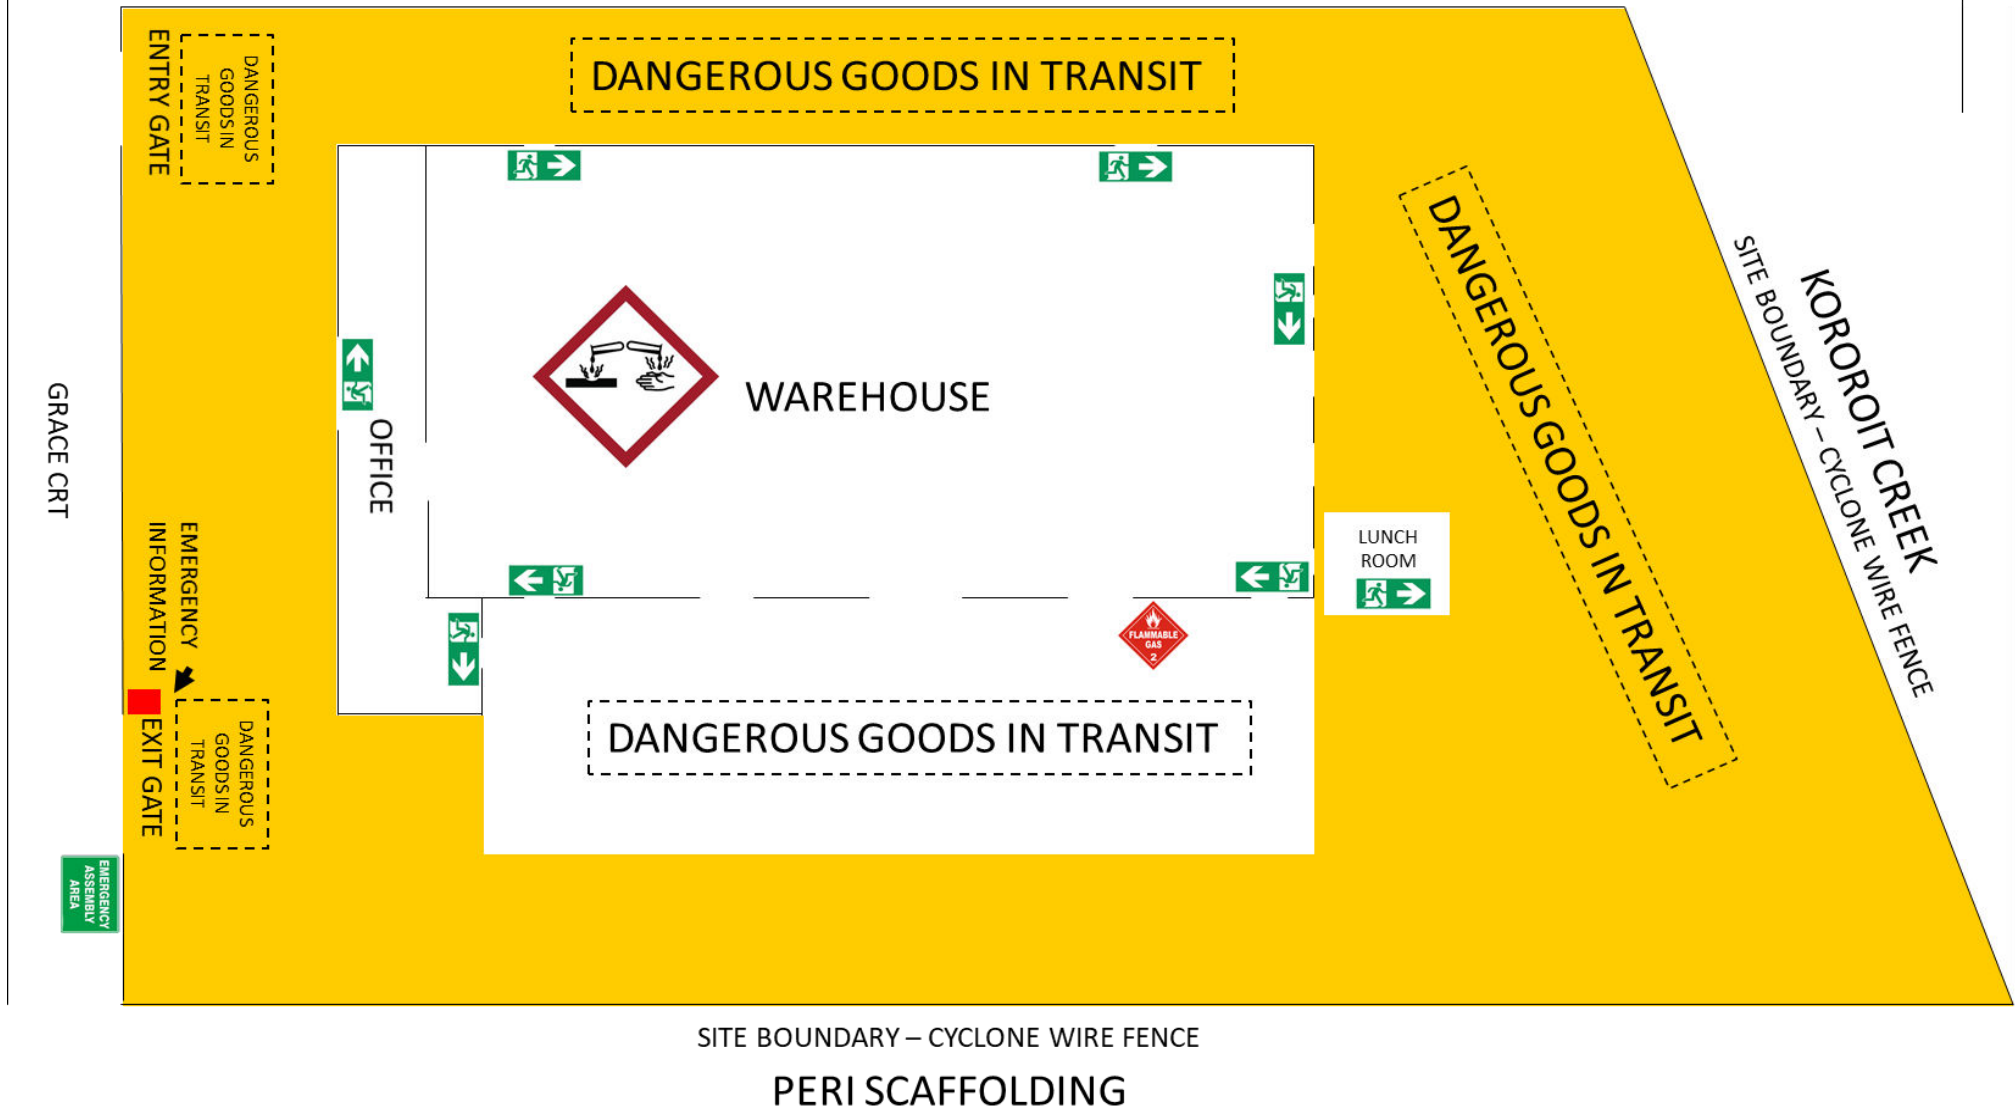 ENTRY GATE
DANGEROUS
GOODS IN
TRANSIT
DANGEROUS GOODS IN TRANSIT
DANGEROUS GOODS IN TRANSIT
SITE BOUNDARY – CYCLONE WIRE FENCE
KOROROIT CREEK
GRACE CRT
OFFICE
WAREHOUSE
LUNCH
ROOM
FLAMMABLE
GAS
2
EMERGENCY
INFORMATION
EXIT GATE
DANGEROUS
GOODS IN
TRANSIT
DANGEROUS GOODS IN TRANSIT
EMERGENCY
ASSEMBLY
AREA
SITE BOUNDARY – CYCLONE WIRE FENCE
PERI SCAFFOLDING